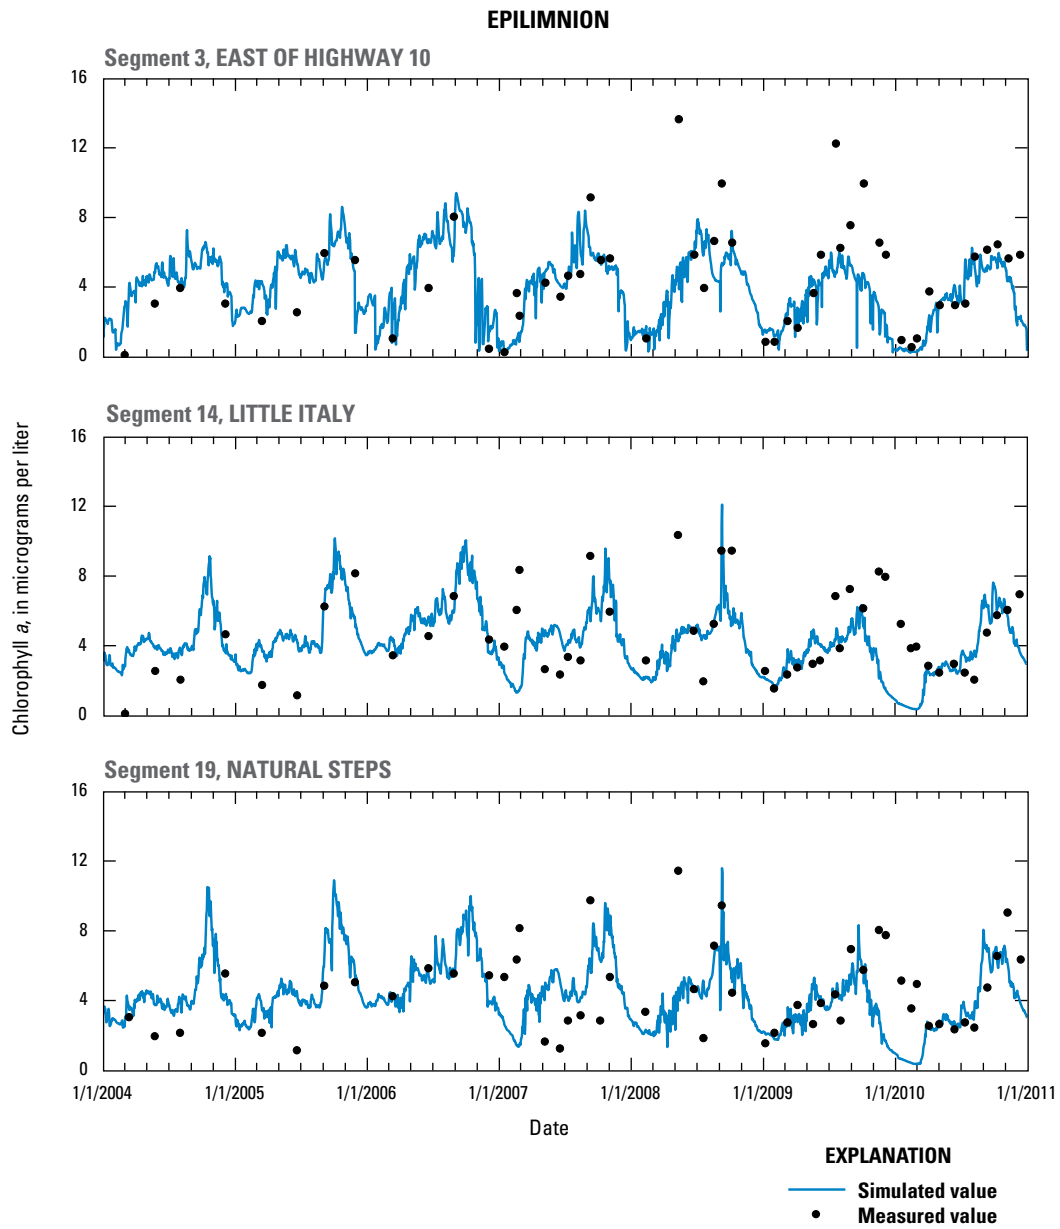 EPILIMNION
Segment 3, EAST OF HIGHWAY 10
16
12
8
4
0
Segment 14, LITTLE ITALY
16
12
8
4
0
Chlorophyll a, in micrograms per liter
Segment 19, NATURAL STEPS
16
12
8
4
0
1/1/2004 1/1/2005 1/1/2006 1/1/2007 1/1/2008 1/1/2009 1/1/2010 1/1/2011
Date
EXPLANATION
Simulated value
Measured value